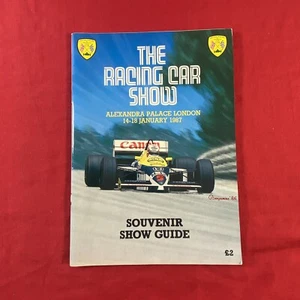 THE
RACING CAR
SHOW
ALEXANDRA PALACE LONDON
14-18 JANUARY 1987
Canon
SOUVENIR
SHOW GUIDE
£2